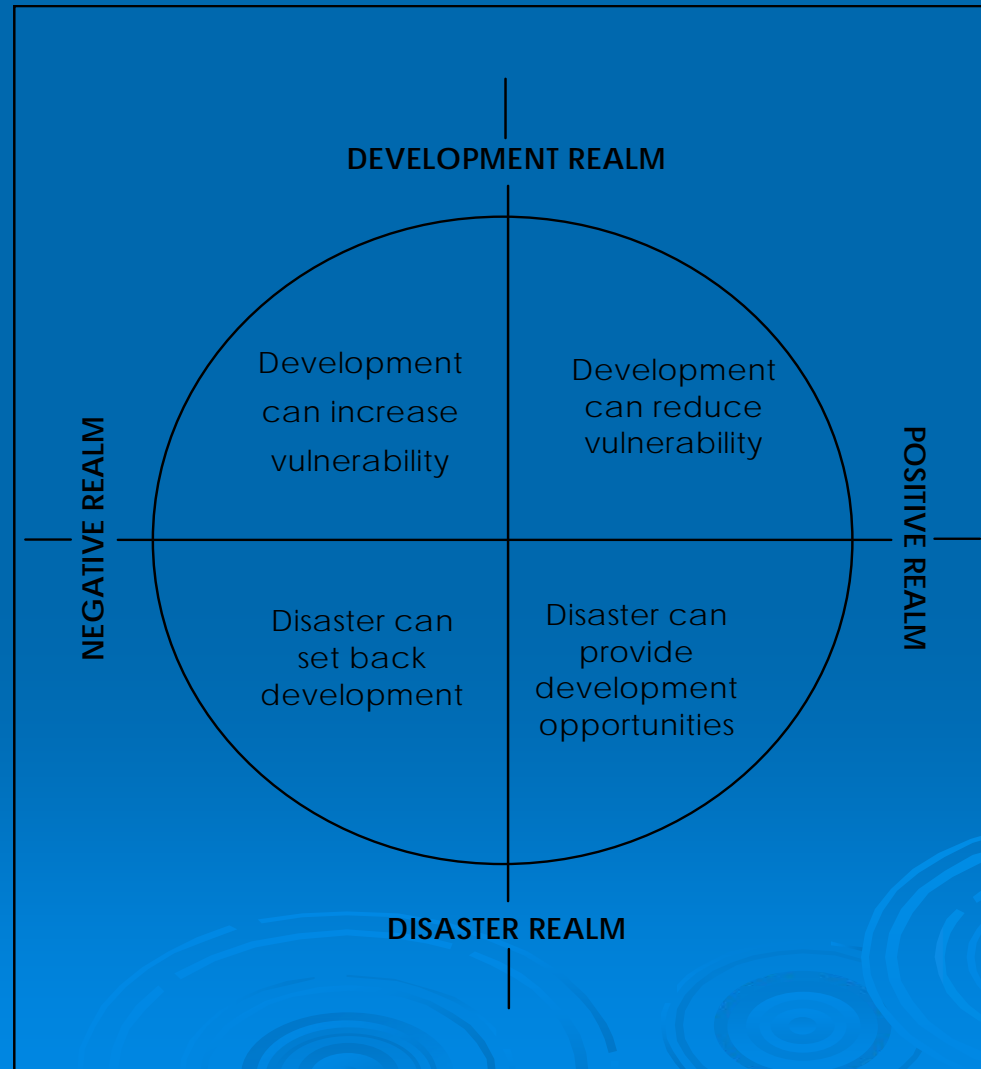 DEVELOPMENT REALM
Development
can increase
vulnerability
Development
can reduce
vulnerability
NEGATIVE REALM
POSITIVE REALM
Disaster can
set back
development
Disaster can
provide
development
opportunities
DISASTER REALM